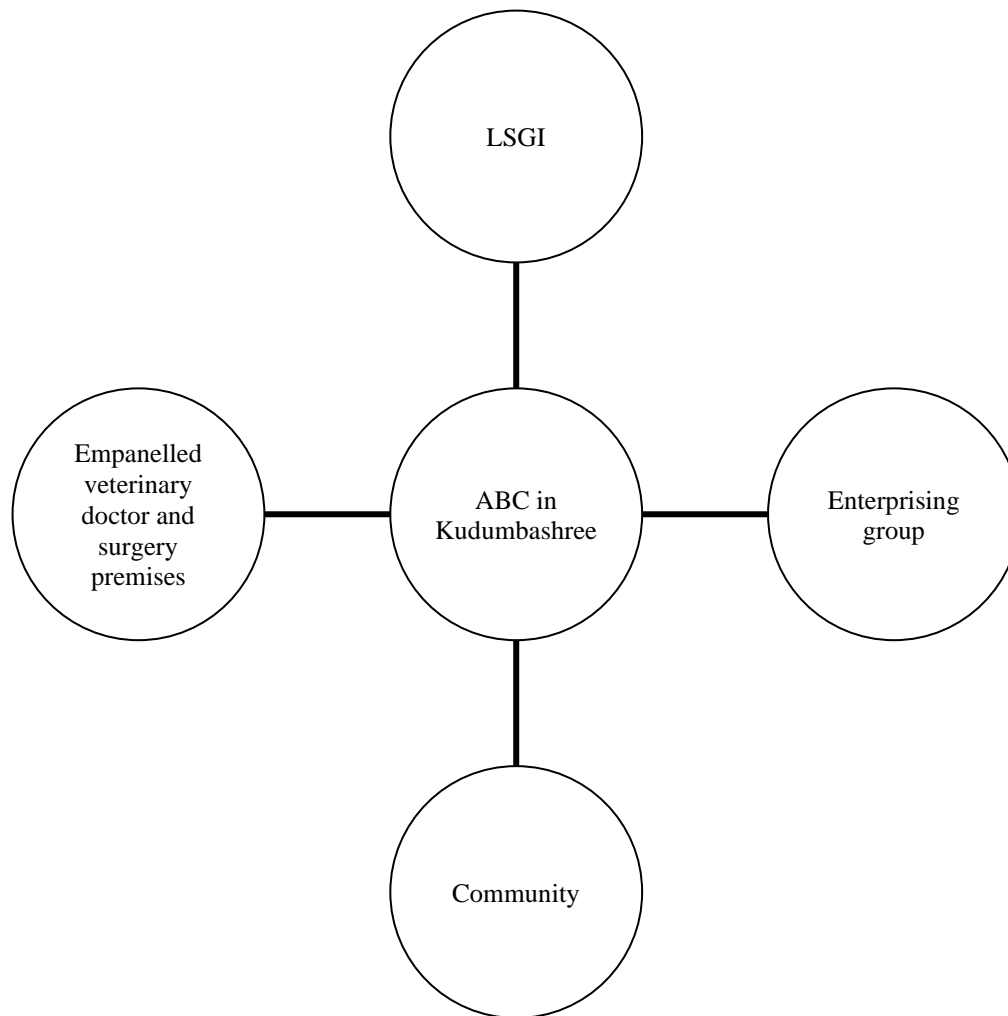 LSGI
Empanelled
veterinary
doctor and
surgery
premises
ABC in
Kudumbashree
Enterprising
group
Community